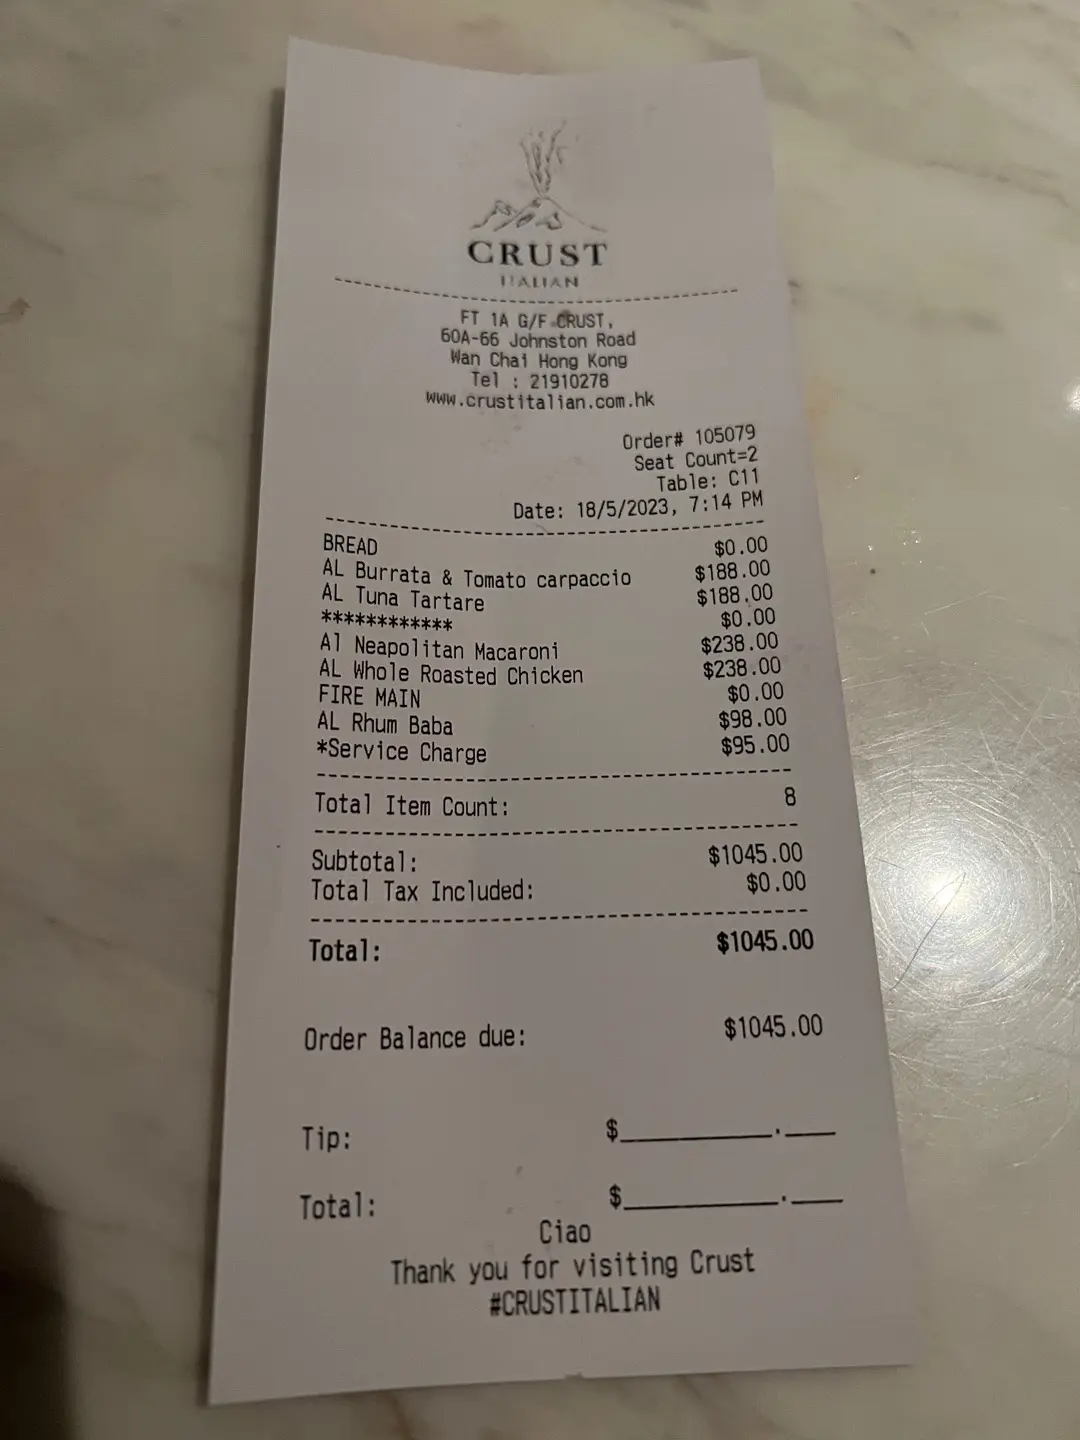 CRUST
ITALIAN
FT 1A G/F CRUST,
60A-66 Johnston Road
Wan Chai Hong Kong
Tel : 21910278
www.crustitalian.com.hk
Order# 105079
Seat Count=2
Table: C11
Date: 18/5/2023, 7:14 PM
BREAD $0.00
AL Burrata & Tomato carpaccio $188.00
AL Tuna Tartare $188.00
************ $0.00
Al Neapolitan Macaroni $238.00
AL Whole Roasted Chicken $238.00
FIRE MAIN $0.00
AL Rhum Baba $98.00
*Service Charge $95.00
Total Item Count: 8
Subtotal: $1045.00
Total Tax Included: $0.00
Total: $1045.00
Order Balance due: $1045.00
Tip: $__________.___
Total: $__________.___
Ciao
Thank you for visiting Crust
#CRUSTITALIAN